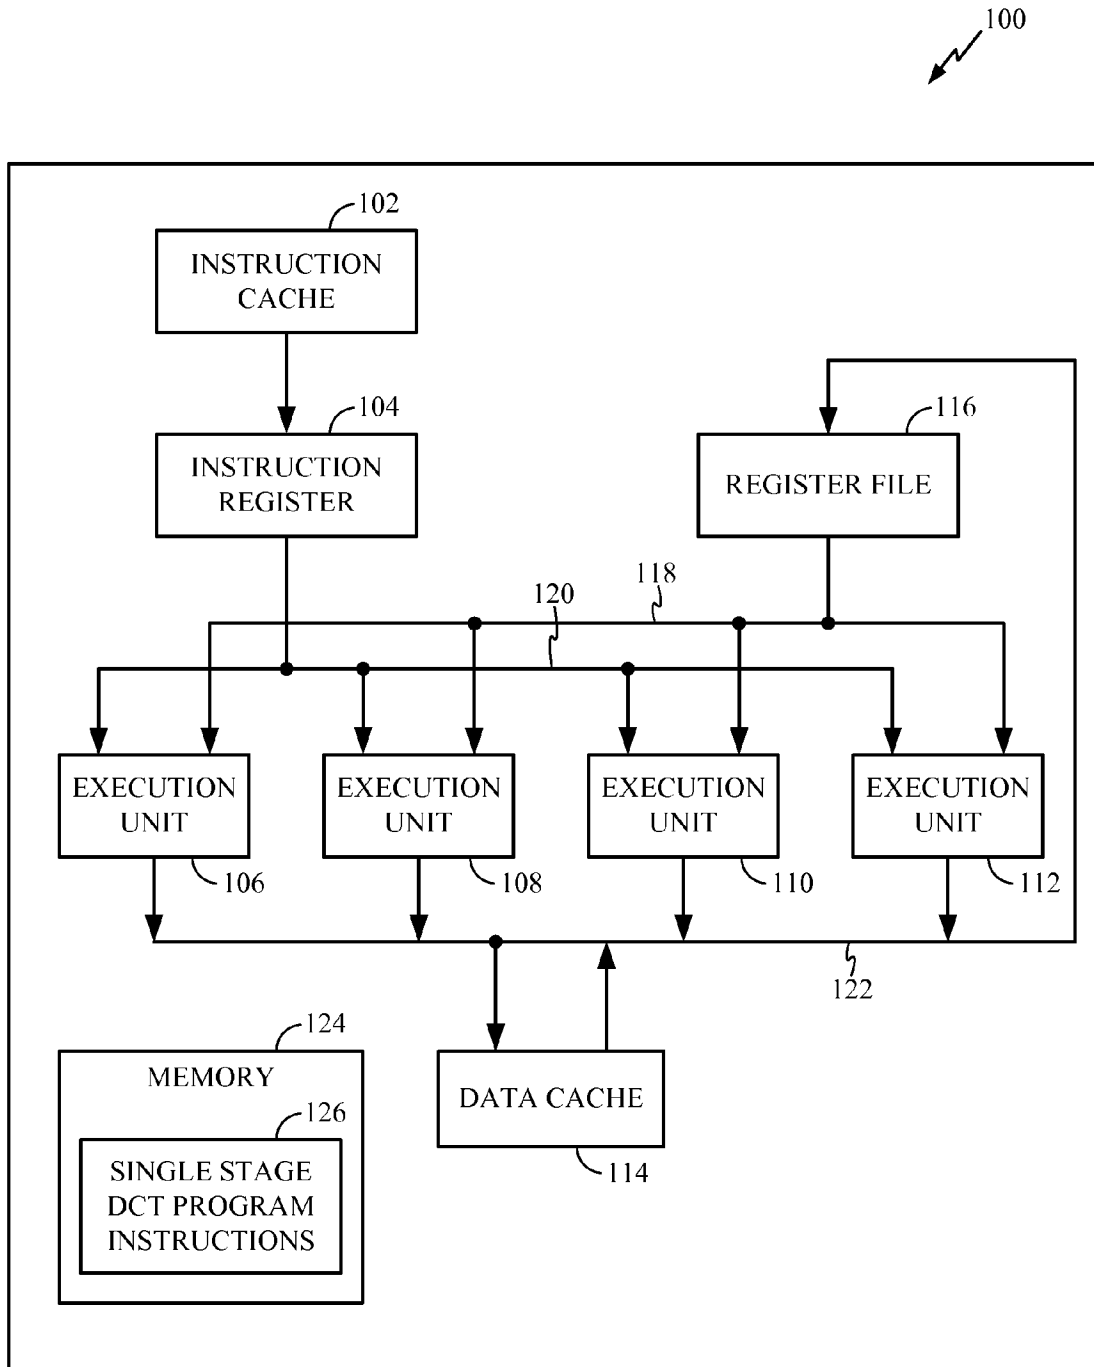 100
102
INSTRUCTION
CACHE
104
INSTRUCTION
REGISTER
116
REGISTER FILE
118
120
EXECUTION
UNIT
EXECUTION
UNIT
EXECUTION
UNIT
EXECUTION
UNIT
106
108
110
112
122
124
MEMORY
126
SINGLE STAGE
DCT PROGRAM
INSTRUCTIONS
DATA CACHE
114